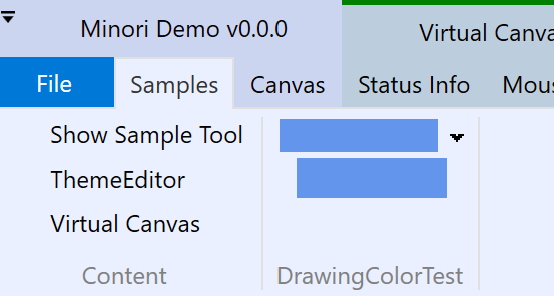 Minori Demo v0.0.0
Virtual Canva
File Samples Canvas Status Info Mous
Show Sample Tool
ThemeEditor
Virtual Canvas
Content DrawingColorTest